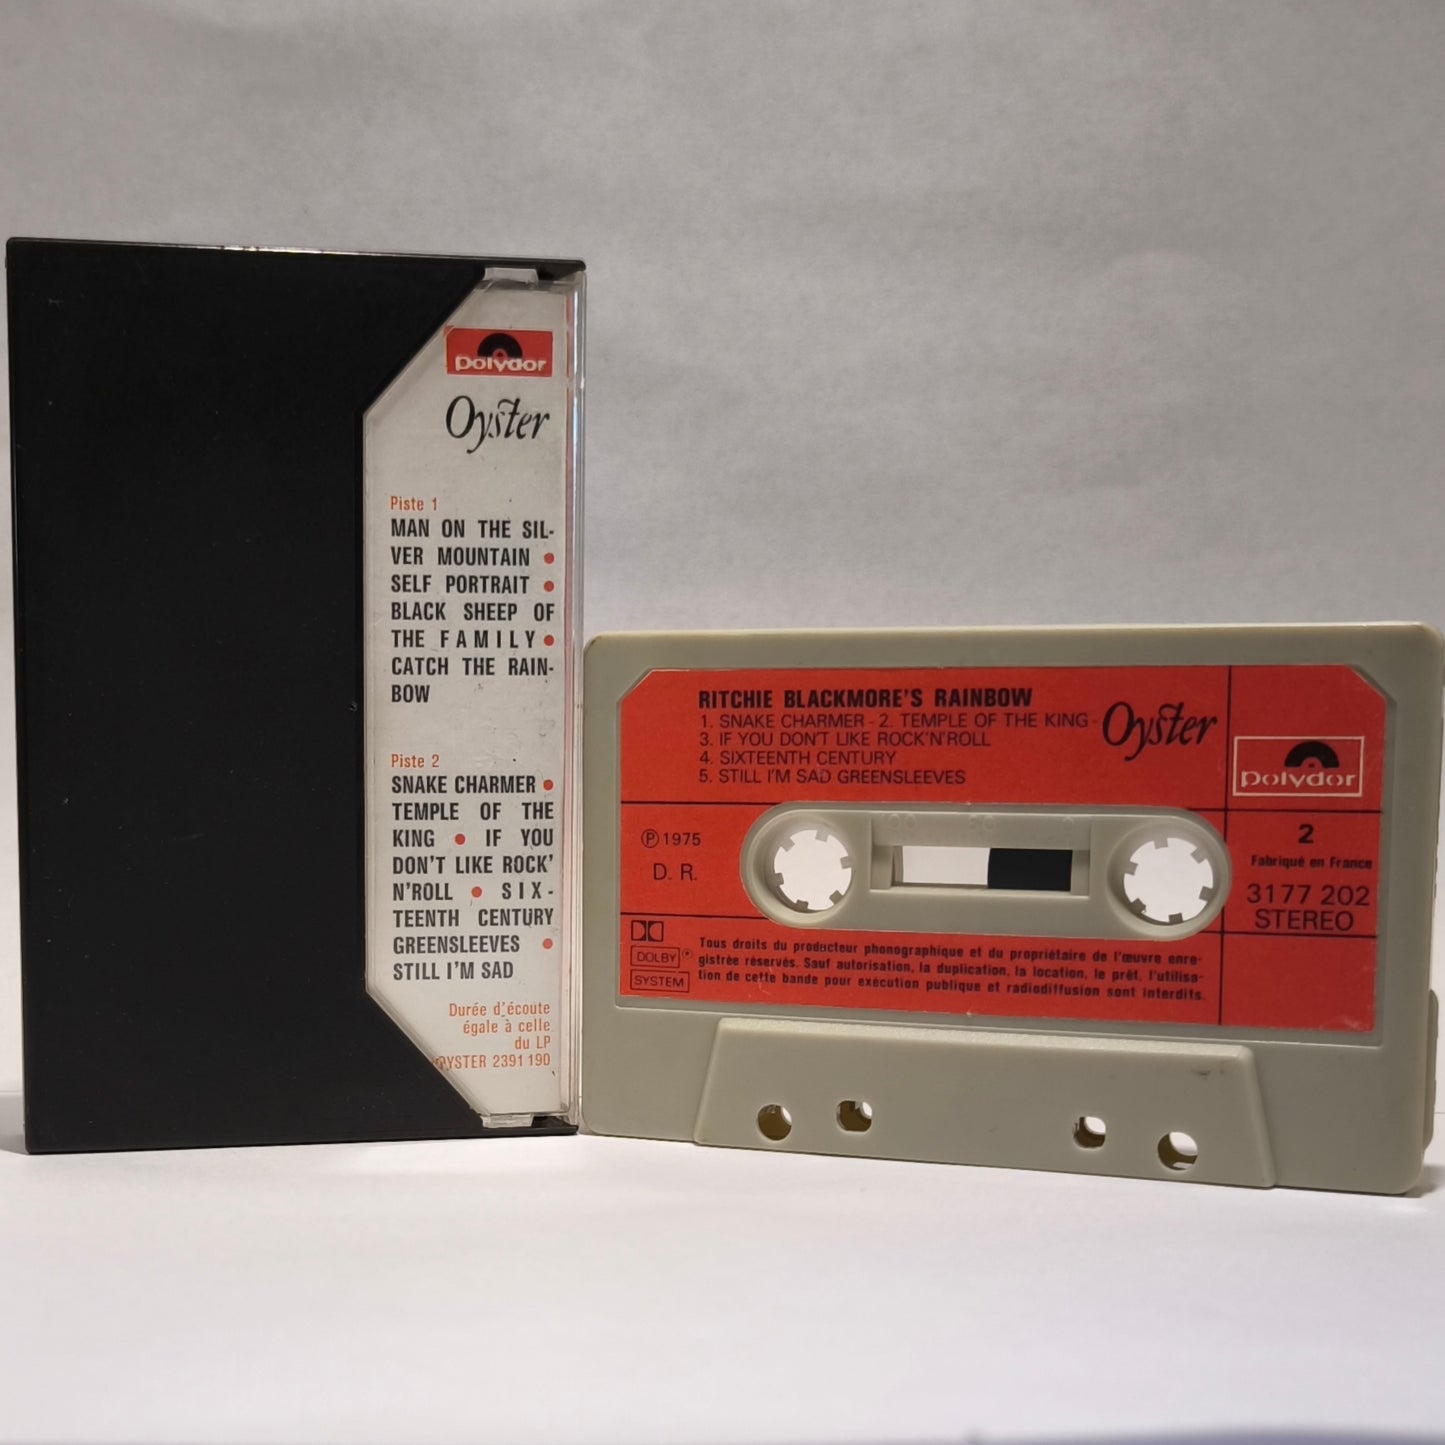 polydor
Oyster
Piste 1
MAN ON THE SIL-
VER MOUNTAIN •
SELF PORTRAIT •
BLACK SHEEP OF
THE FAMILY •
CATCH THE RAIN-
BOW
Piste 2
SNAKE CHARMER •
TEMPLE OF THE
KING • IF YOU
DON'T LIKE ROCK'
N'ROLL • SIX-
TEENTH CENTURY
GREENSLEEVES •
STILL I'M SAD
Durée d'écoute
égale à celle
du LP
OYSTER 2391 190
RITCHIE BLACKMORE'S RAINBOW
1. SNAKE CHARMER - 2. TEMPLE OF THE KING -
3. IF YOU DON'T LIKE ROCK'N'ROLL
4. SIXTEENTH CENTURY
5. STILL I'M SAD GREENSLEEVES
Oyster
polydor
℗ 1975
D. R.
2
Fabriqué en France
3177 202
STEREO
DOLBY
SYSTEM
Tous droits du producteur phonographique et du propriétaire de l'œuvre enre-
gistrée réservés. Sauf autorisation, la duplication, la location, le prêt, l'utilisa-
tion de cette bande pour exécution publique et radiodiffusion sont interdits.